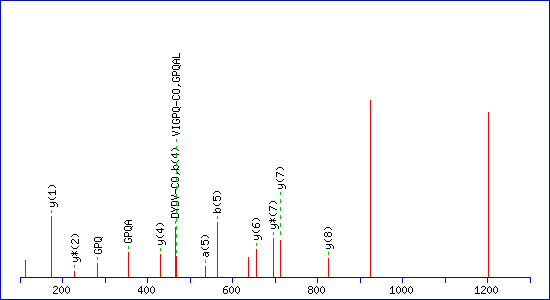 y(1)
y*(2)
GPQ
GPQA
y(4)
DVDV-CO,b(4)
VIGPQ-CO,GPQAL
a(5)
b(5)
y(6)
y*(7)
y(7)
y(8)
200 400 600 800 1000 1200